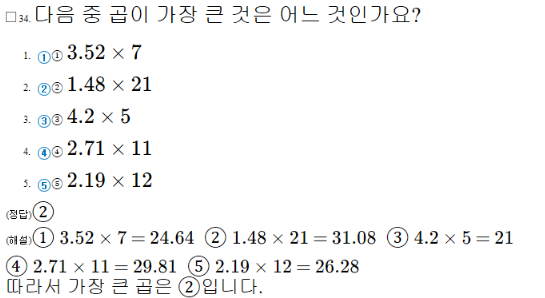 □34. 다음 중 곱이 가장 큰 것은 어느 것인가요?
1. ①① 3.52 × 7
2. ②② 1.48 × 21
3. ③③ 4.2 × 5
4. ④④ 2.71 × 11
5. ⑤⑤ 2.19 × 12
(정답)②
(해설)① 3.52 × 7 = 24.64 ② 1.48 × 21 = 31.08 ③ 4.2 × 5 = 21
④ 2.71 × 11 = 29.81 ⑤ 2.19 × 12 = 26.28
따라서 가장 큰 곱은 ②입니다.